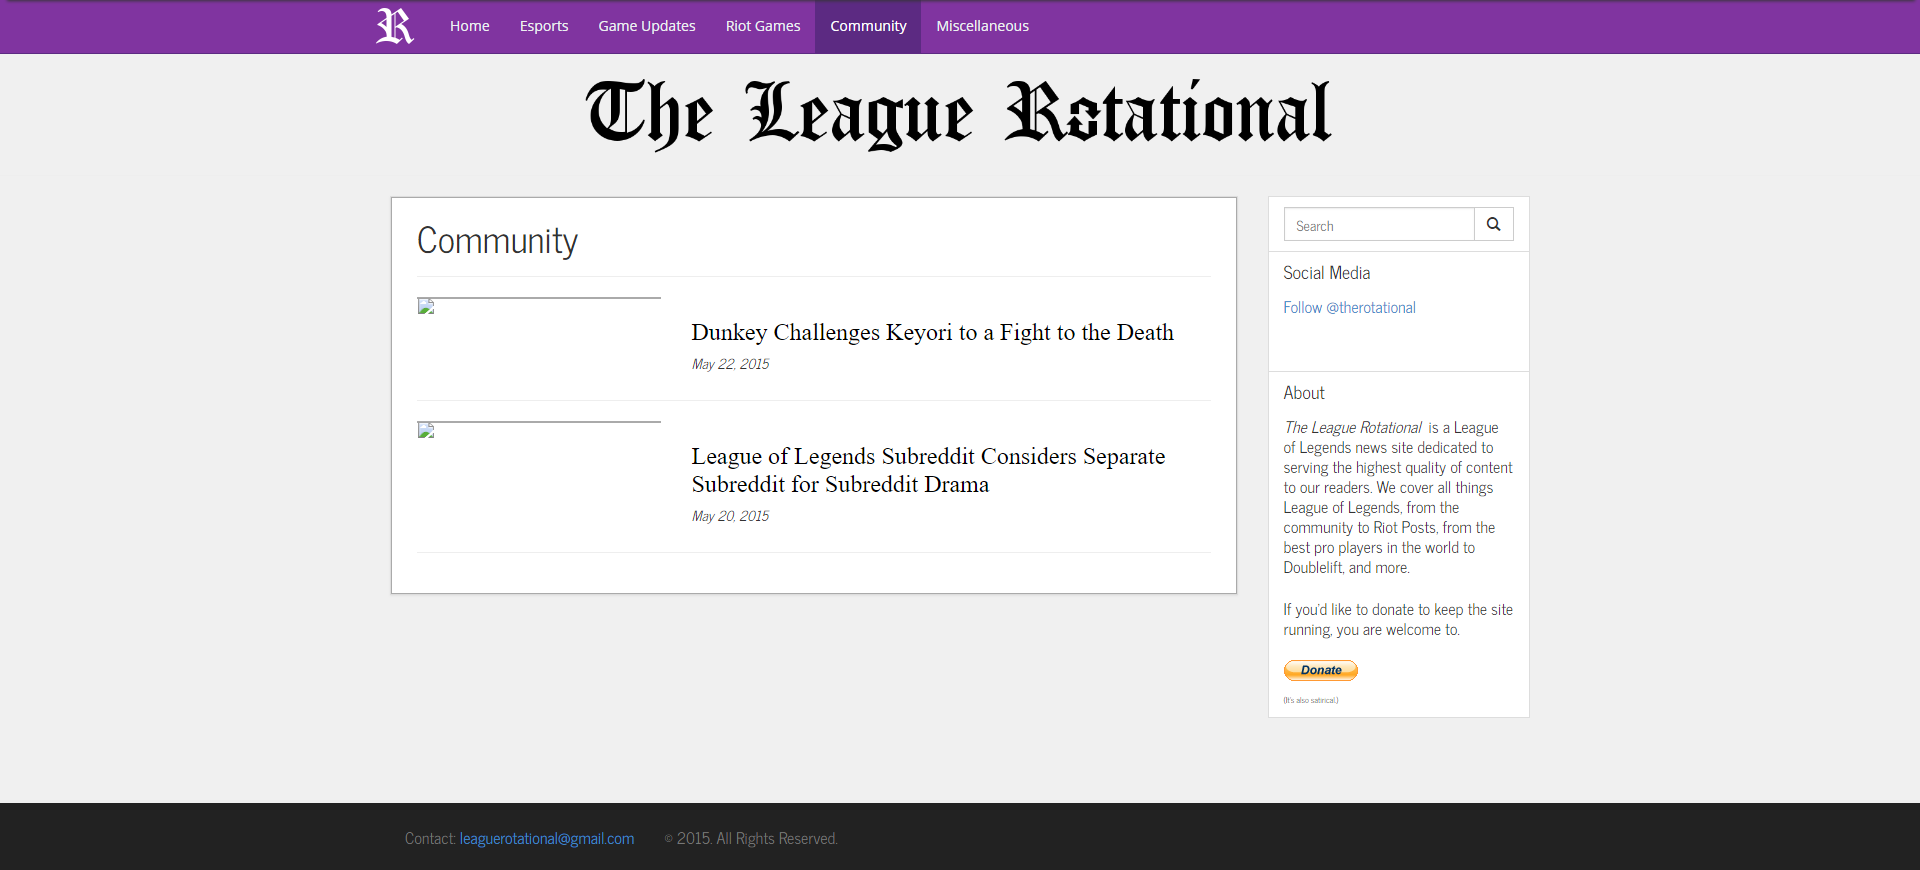 R
Home
Esports
Game Updates
Riot Games
Community
Miscellaneous
The League Rotational
Community
Dunkey Challenges Keyori to a Fight to the Death
May 22, 2015
League of Legends Subreddit Considers Separate
Subreddit for Subreddit Drama
May 20, 2015
Search
Social Media
Follow @therotational
About
The League Rotational is a League
of Legends news site dedicated to
serving the highest quality of content
to our readers. We cover all things
League of Legends, from the
community to Riot Posts, from the
best pro players in the world to
Doublelift, and more.
If you'd like to donate to keep the site
running, you are welcome to.
Donate
(It's also satirical.)
Contact: leaguerotational@gmail.com
© 2015. All Rights Reserved.